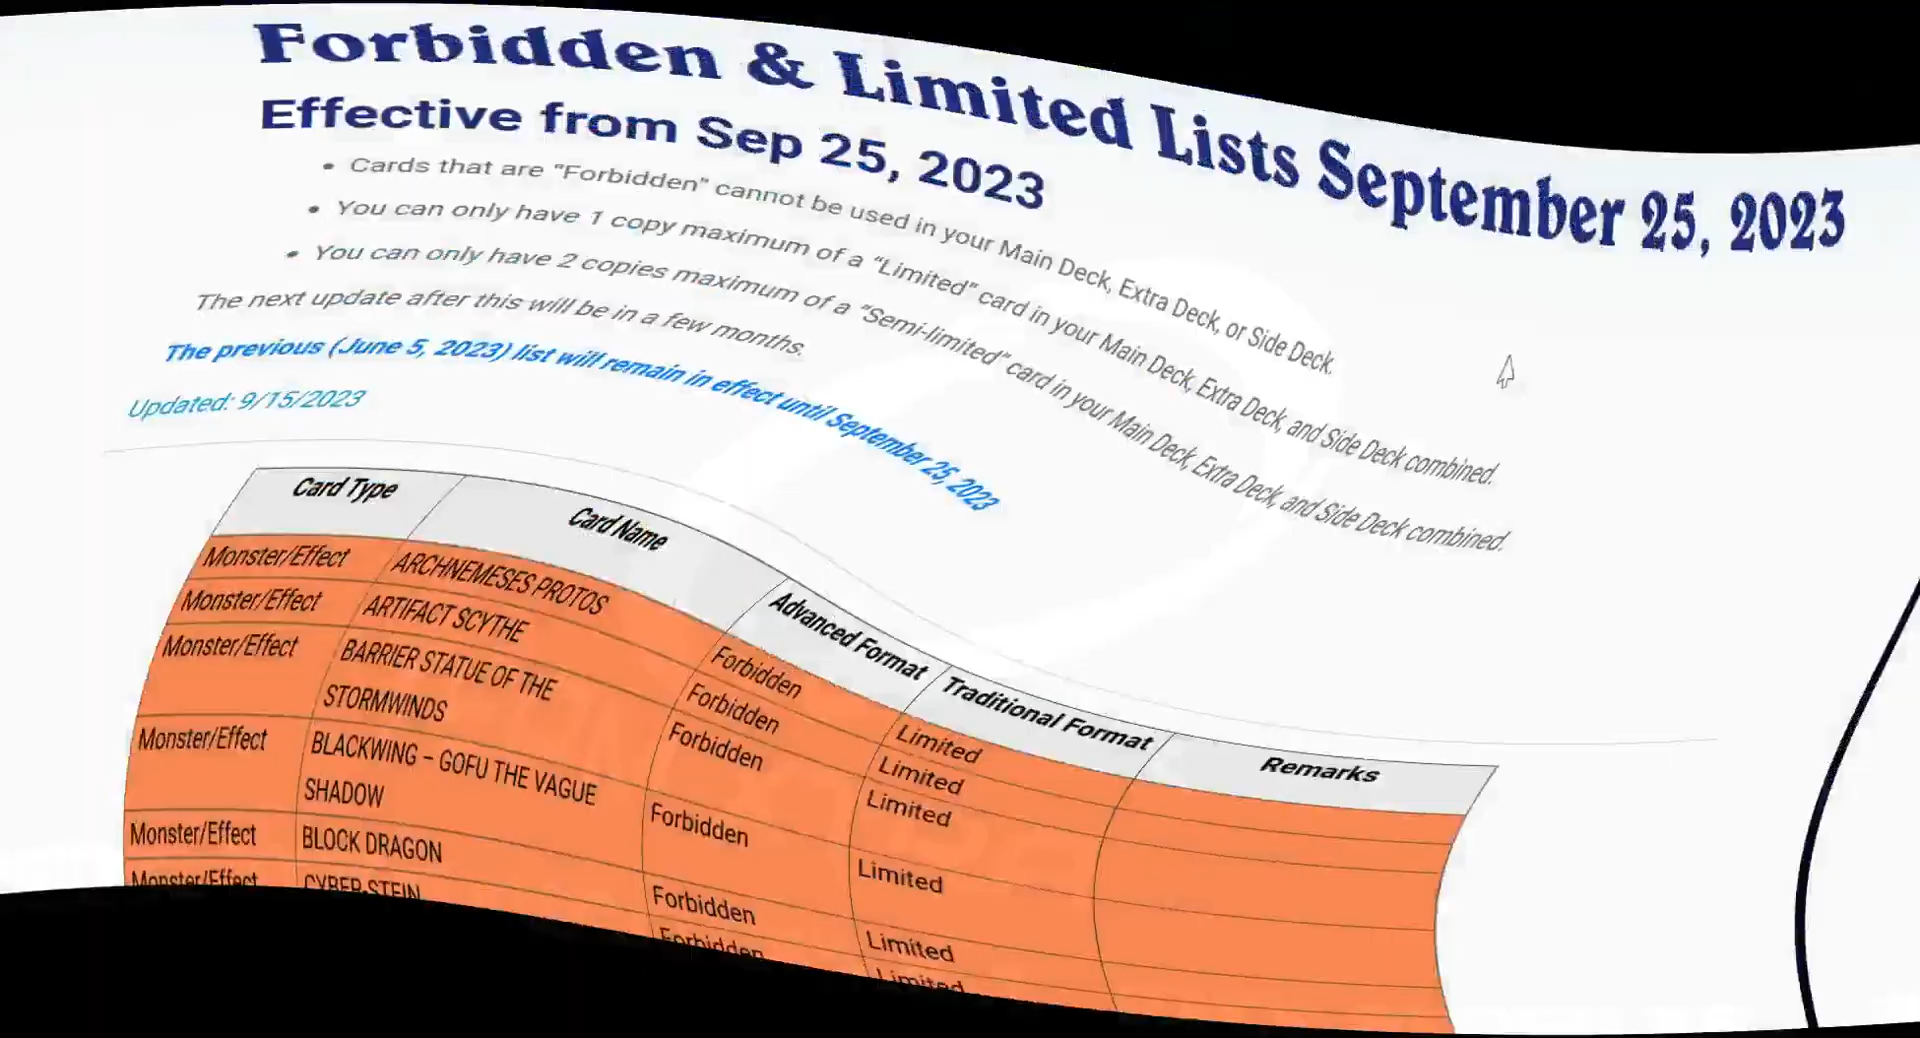 Forbidden & Limited Lists September 25, 2023
Effective from Sep 25, 2023
• Cards that are “Forbidden” cannot be used in your Main Deck, Extra Deck, or Side Deck.
• You can only have 1 copy maximum of a “Limited” card in your Main Deck, Extra Deck, and Side Deck combined.
• You can only have 2 copies maximum of a “Semi-limited” card in your Main Deck, Extra Deck, and Side Deck combined.
The next update after this will be in a few months.
The previous (June 5, 2023) list will remain in effect until September 25, 2023
Updated: 9/15/2023
Card Type Card Name Advanced Format Traditional Format Remarks
Monster/Effect ARCHNEMESES PROTOS Forbidden Limited
Monster/Effect ARTIFACT SCYTHE Forbidden Limited
Monster/Effect BARRIER STATUE OF THE STORMWINDS Forbidden Limited
Monster/Effect BLACKWING – GOFU THE VAGUE SHADOW Forbidden Limited
Monster/Effect BLOCK DRAGON Forbidden Limited
Monster/Effect CYBER-STEIN Forbidden Limited